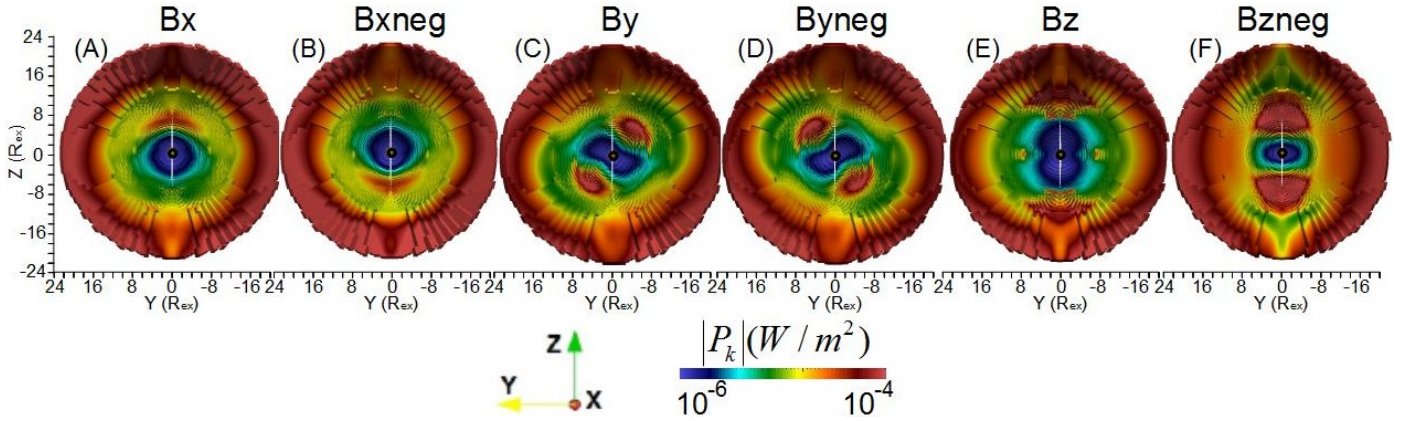 Bx Bxneg By Byneg Bz Bzneg
(A) (B) (C) (D) (E) (F)
24
16
8
0
-8
-16
-24
Z (Rex)
24 16 8 0 -8 -16 24 16 8 0 -8 -16 24 16 8 0 -8 -16 24 16 8 0 -8 -16 24 16 8 0 -8 -16 24 16 8 0 -8 -16
Y (Rex) Y (Rex) Y (Rex) Y (Rex) Y (Rex) Y (Rex)
Z
Y
X
|Pk|(W / m²)
10⁻⁶ 10⁻⁴